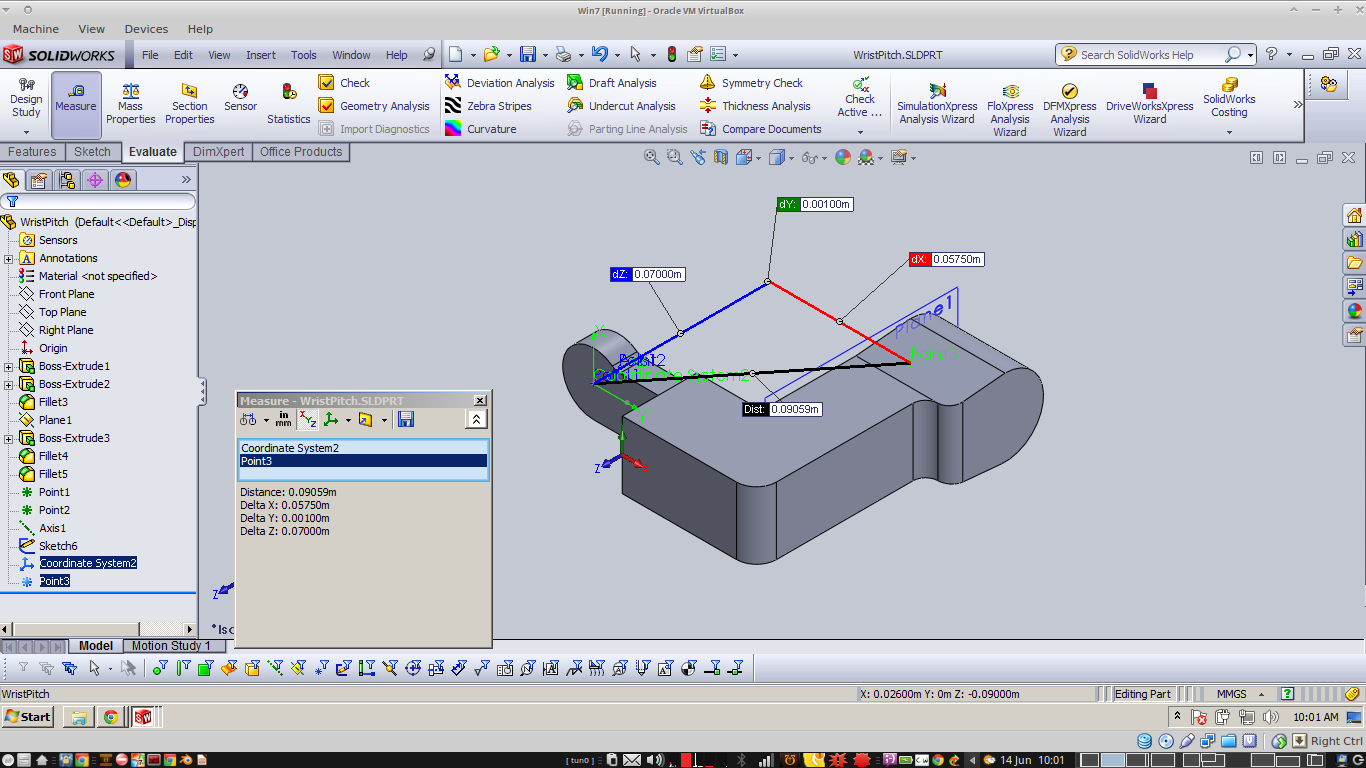 Win7 [Running] - Oracle VM VirtualBox
Machine View Devices Help
SOLIDWORKS File Edit View Insert Tools Window Help WristPitch.SLDPRT Search SolidWorks Help
Design Study
Measure
Mass Properties
Section Properties
Sensor
Statistics
Check
Geometry Analysis
Import Diagnostics
Deviation Analysis
Zebra Stripes
Curvature
Draft Analysis
Undercut Analysis
Parting Line Analysis
Symmetry Check
Thickness Analysis
Compare Documents
Check Active ...
SimulationXpress Analysis Wizard
FloXpress Analysis Wizard
DFMXpress Analysis Wizard
DriveWorksXpress Wizard
SolidWorks Costing
Features Sketch Evaluate DimXpert Office Products
WristPitch (Default<<Default>_Disp
Sensors
Annotations
Material <not specified>
Front Plane
Top Plane
Right Plane
Origin
Boss-Extrude1
Boss-Extrude2
Fillet3
Plane1
Boss-Extrude3
Fillet4
Fillet5
Point1
Point2
Axis1
Sketch6
Coordinate System2
Point3
dY: 0.00100m
dX: 0.05750m
dZ: 0.07000m
Plane1
Point2
Dist: 0.09059m
Z
Measure - WristPitch.SLDPRT
in mm
XYZ
Coordinate System2
Point3
Distance: 0.09059m
Delta X: 0.05750m
Delta Y: 0.00100m
Delta Z: 0.07000m
Z
Model Motion Study 1
WristPitch X: 0.02600m Y: 0m Z: -0.09000m Editing Part MMGS
Start 10:01 AM
Right Ctrl
[ tun0 ] 14 Jun 10:01